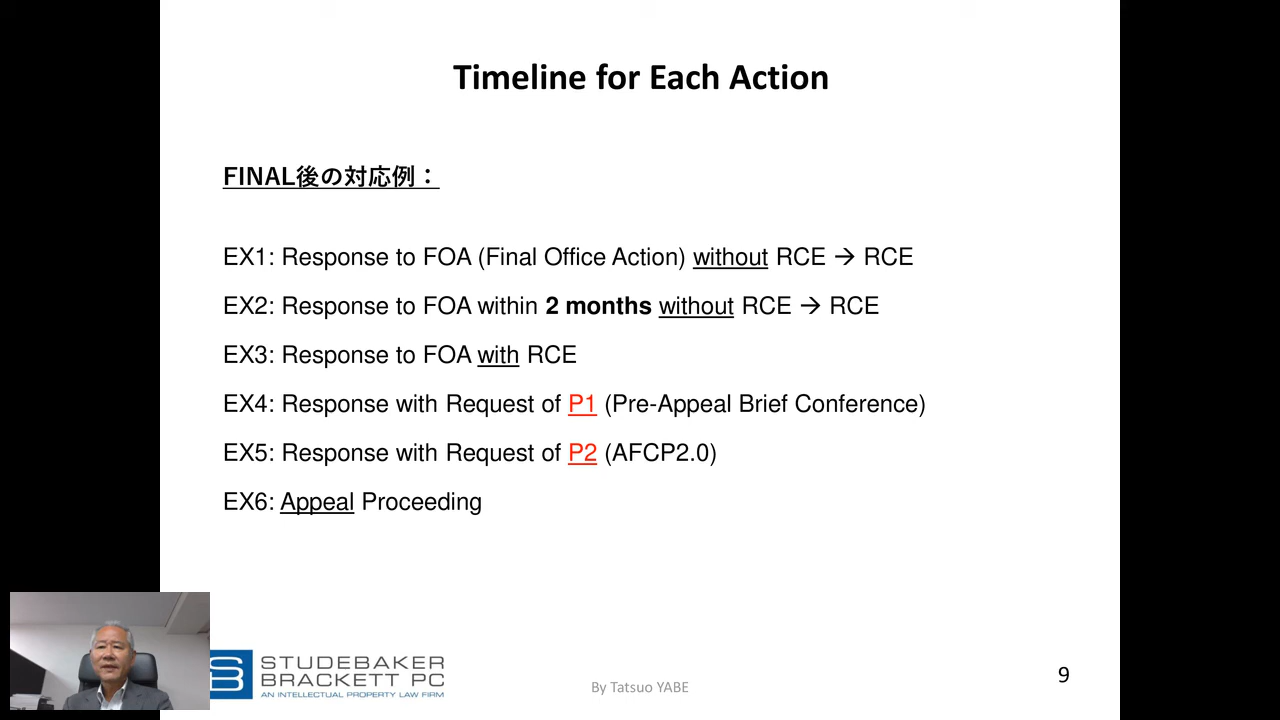 Timeline for Each Action
FINAL後の対応例：
EX1: Response to FOA (Final Office Action) without RCE → RCE
EX2: Response to FOA within 2 months without RCE → RCE
EX3: Response to FOA with RCE
EX4: Response with Request of P1 (Pre-Appeal Brief Conference)
EX5: Response with Request of P2 (AFCP2.0)
EX6: Appeal Proceeding
STUDEBAKER
BRACKETT PC
AN INTELLECTUAL PROPERTY LAW FIRM
By Tatsuo YABE
9